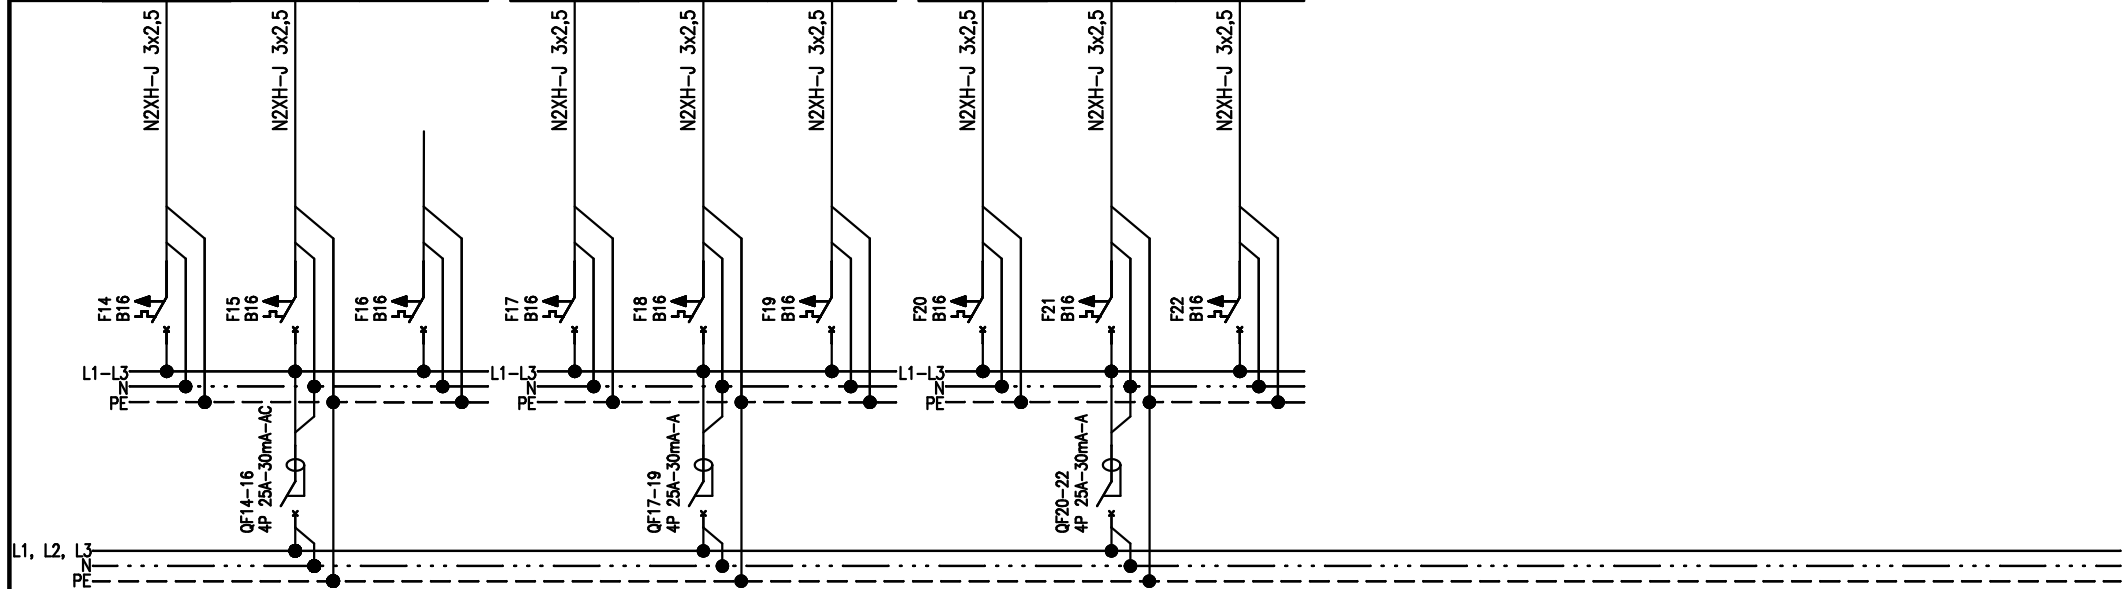 N2XH-J 3x2,5
N2XH-J 3x2,5
N2XH-J 3x2,5
N2XH-J 3x2,5
N2XH-J 3x2,5
N2XH-J 3x2,5
N2XH-J 3x2,5
N2XH-J 3x2,5
F14
B16
F15
B16
F16
B16
F17
B16
F18
B16
F19
B16
F20
B16
F21
B16
F22
B16
L1-L3
N
PE
L1-L3
N
PE
L1-L3
N
PE
QF14-16
4P 25A-30mA-AC
QF17-19
4P 25A-30mA-A
QF20-22
4P 25A-30mA-A
L1, L2, L3
N
PE